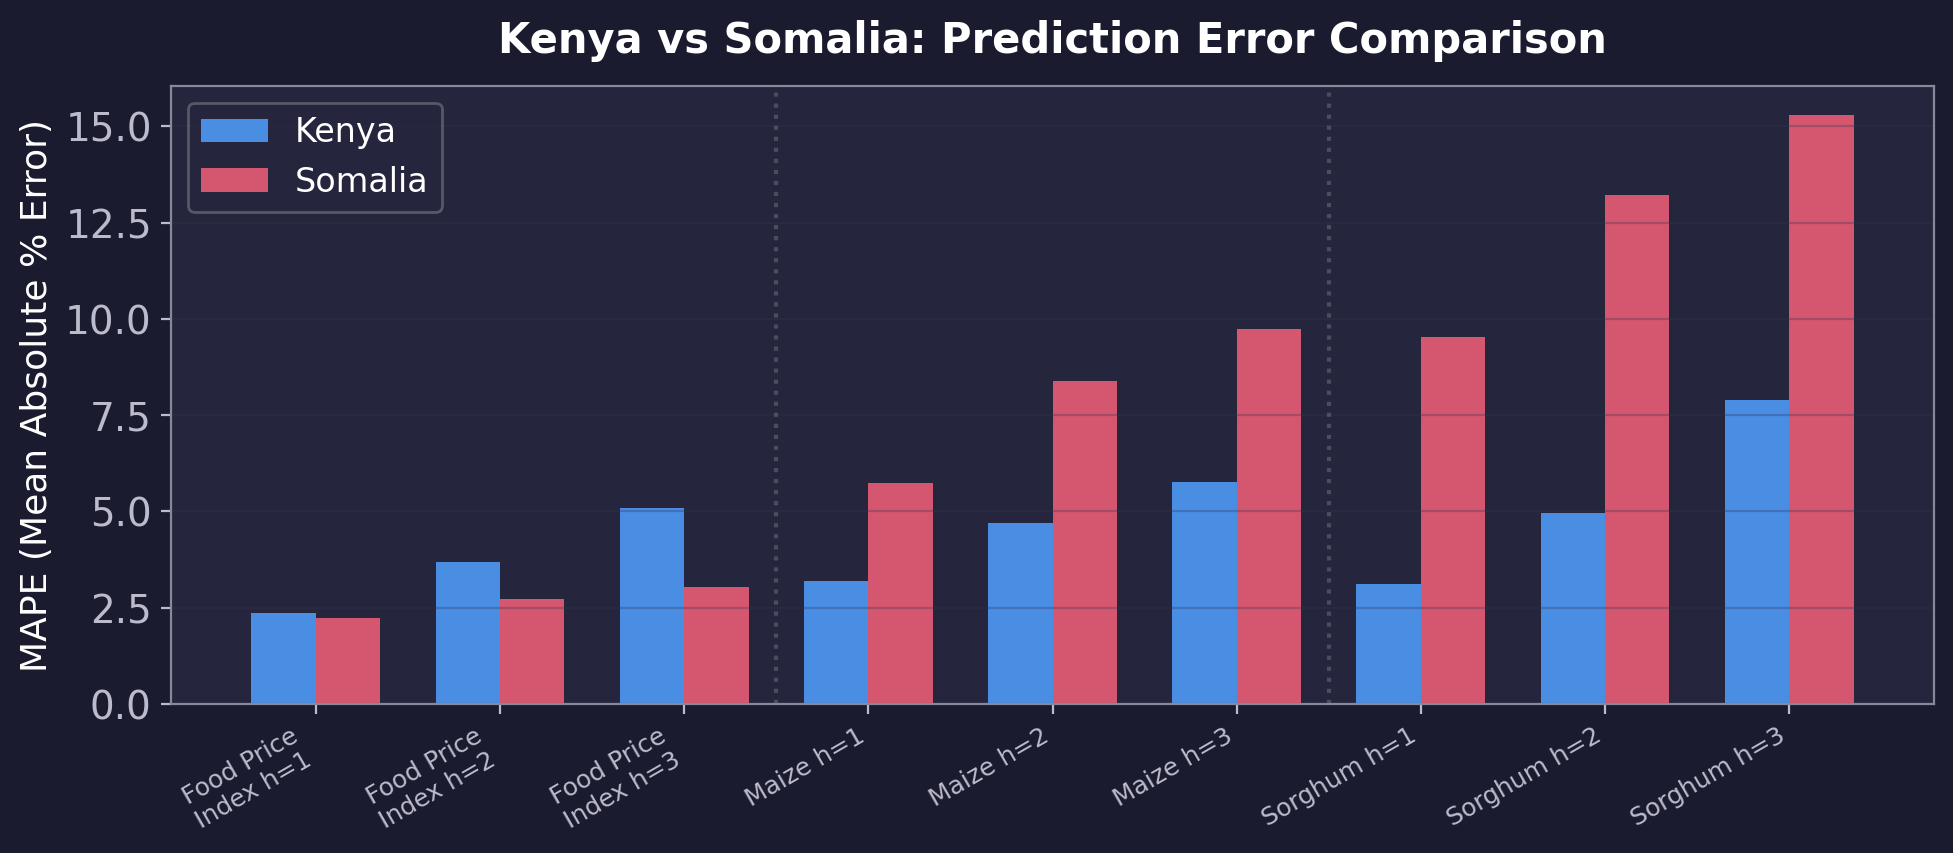 Kenya vs Somalia: Prediction Error Comparison
MAPE (Mean Absolute % Error)
15.0
12.5
10.0
7.5
5.0
2.5
0.0
Kenya
Somalia
Food Price
Index h=1
Food Price
Index h=2
Food Price
Index h=3
Maize h=1
Maize h=2
Maize h=3
Sorghum h=1
Sorghum h=2
Sorghum h=3